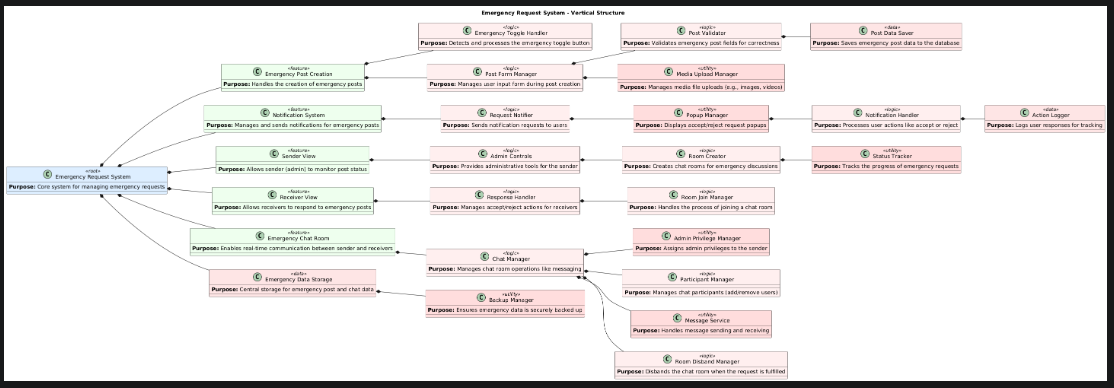 Emergency Request System - Vertical Structure
«logic»
C Emergency Toggle Handler
Purpose: Detects and processes the emergency toggle button
«logic»
C Post Validator
Purpose: Validates emergency post fields for correctness
«data»
C Post Data Saver
Purpose: Saves emergency post data to the database
«feature»
C Emergency Post Creation
Purpose: Handles the creation of emergency posts
«logic»
C Post Form Manager
Purpose: Manages user input form during post creation
«utility»
C Media Upload Manager
Purpose: Manages media file uploads (e.g., images, videos)
«feature»
C Notification System
Purpose: Manages and sends notifications for emergency posts
«logic»
C Request Notifier
Purpose: Sends notification requests to users
«utility»
C Popup Manager
Purpose: Displays accept/reject request popups
«logic»
C Notification Handler
Purpose: Processes user actions like accept or reject
«data»
C Action Logger
Purpose: Logs user responses for tracking
«feature»
C Sender View
Purpose: Allows sender (admin) to monitor post status
«logic»
C Admin Controls
Purpose: Provides administrative tools for the sender
«logic»
C Room Creator
Purpose: Creates chat rooms for emergency discussions
«utility»
C Status Tracker
Purpose: Tracks the progress of emergency requests
«root»
C Emergency Request System
Purpose: Core system for managing emergency requests
«feature»
C Receiver View
Purpose: Allows receivers to respond to emergency posts
«logic»
C Response Handler
Purpose: Manages accept/reject actions for receivers
«logic»
C Room Join Manager
Purpose: Handles the process of joining a chat room
«feature»
C Emergency Chat Room
Purpose: Enables real-time communication between sender and receivers
«logic»
C Chat Manager
Purpose: Manages chat room operations like messaging
«utility»
C Admin Privilege Manager
Purpose: Assigns admin privileges to the sender
«data»
C Emergency Data Storage
Purpose: Central storage for emergency post and chat data
«logic»
C Participant Manager
Purpose: Manages chat participants (add/remove users)
«utility»
C Backup Manager
Purpose: Ensures emergency data is securely backed up
«utility»
C Message Service
Purpose: Handles message sending and receiving
«logic»
C Room Disband Manager
Purpose: Disbands the chat room when the request is fulfilled